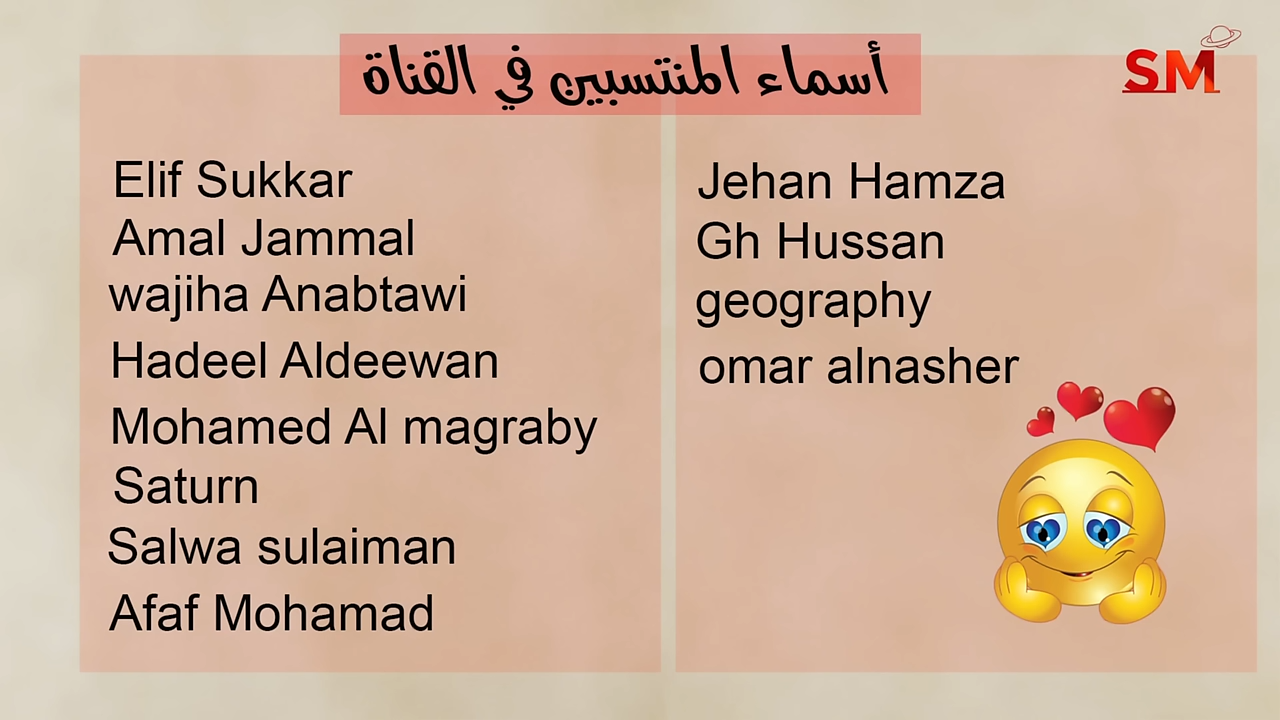 أسماء المنتسبين في القناة
SM
Elif Sukkar
Amal Jammal
wajiha Anabtawi
Hadeel Aldeewan
Mohamed Al magraby
Saturn
Salwa sulaiman
Afaf Mohamad
Jehan Hamza
Gh Hussan
geography
omar alnasher